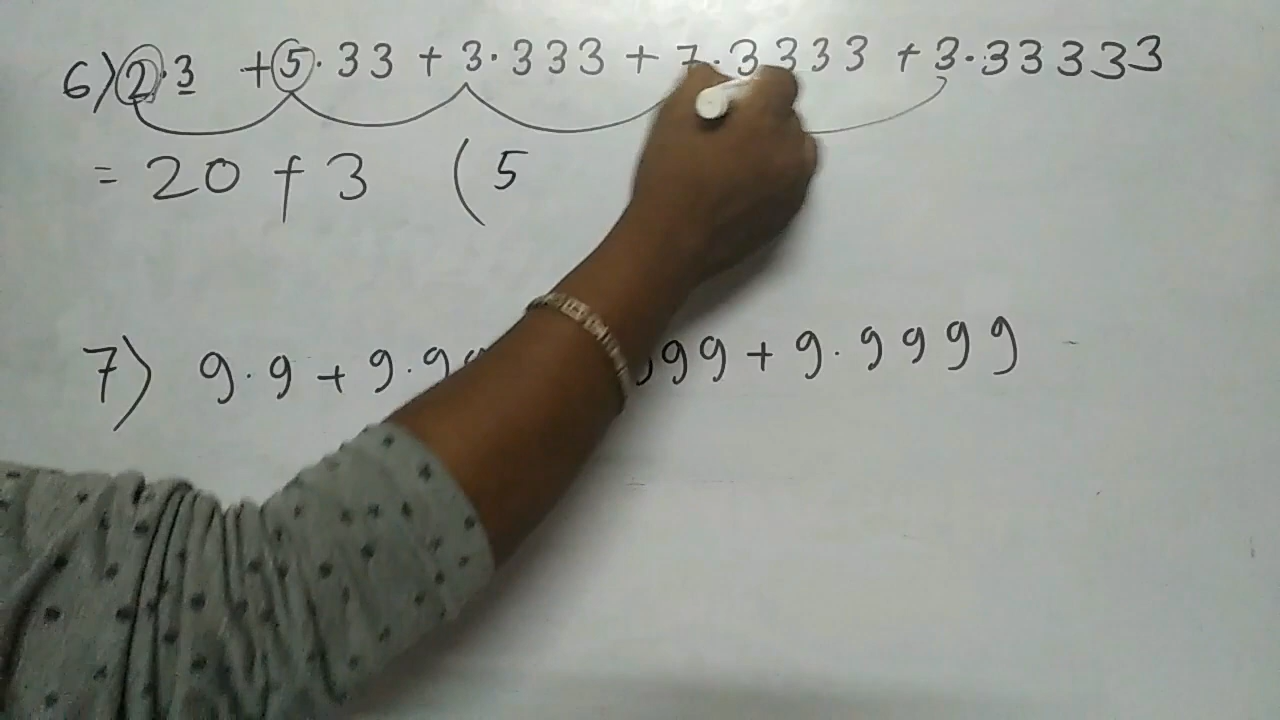 6) 2.3 + 5.33 + 3.333 + 7.3333 + 3.33333
= 20 + 3 (5
7) 9.9 + 9.99 99 + 9.9999